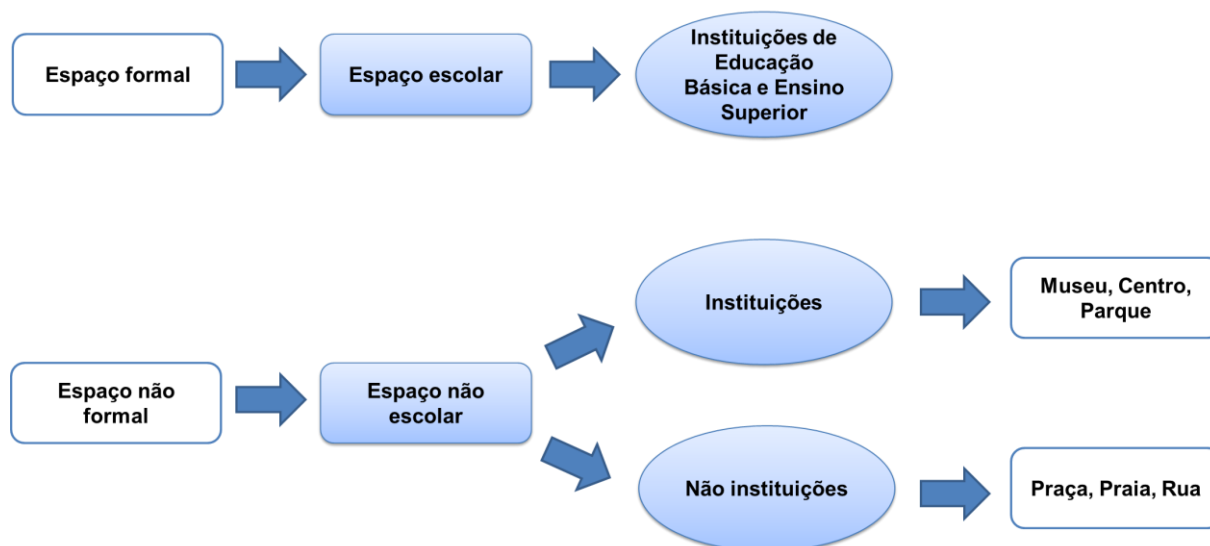 Espaço formal
Espaço escolar
Instituições de
Educação
Básica e Ensino
Superior
Espaço não
formal
Espaço não
escolar
Instituições
Museu, Centro,
Parque
Não instituições
Praça, Praia, Rua